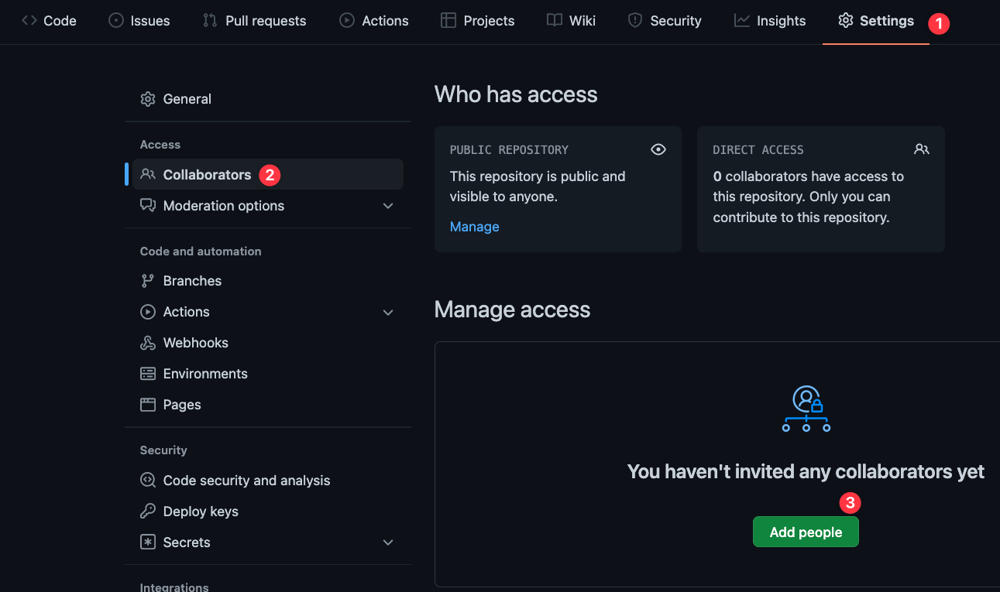 Code Issues Pull requests Actions Projects Wiki Security Insights Settings 1
General
Access
Collaborators 2
Moderation options
Code and automation
Branches
Actions
Webhooks
Environments
Pages
Security
Code security and analysis
Deploy keys
Secrets
Integrations
Who has access
PUBLIC REPOSITORY
This repository is public and
visible to anyone.
Manage
DIRECT ACCESS
0 collaborators have access to
this repository. Only you can
contribute to this repository.
Manage access
You haven't invited any collaborators yet
3
Add people